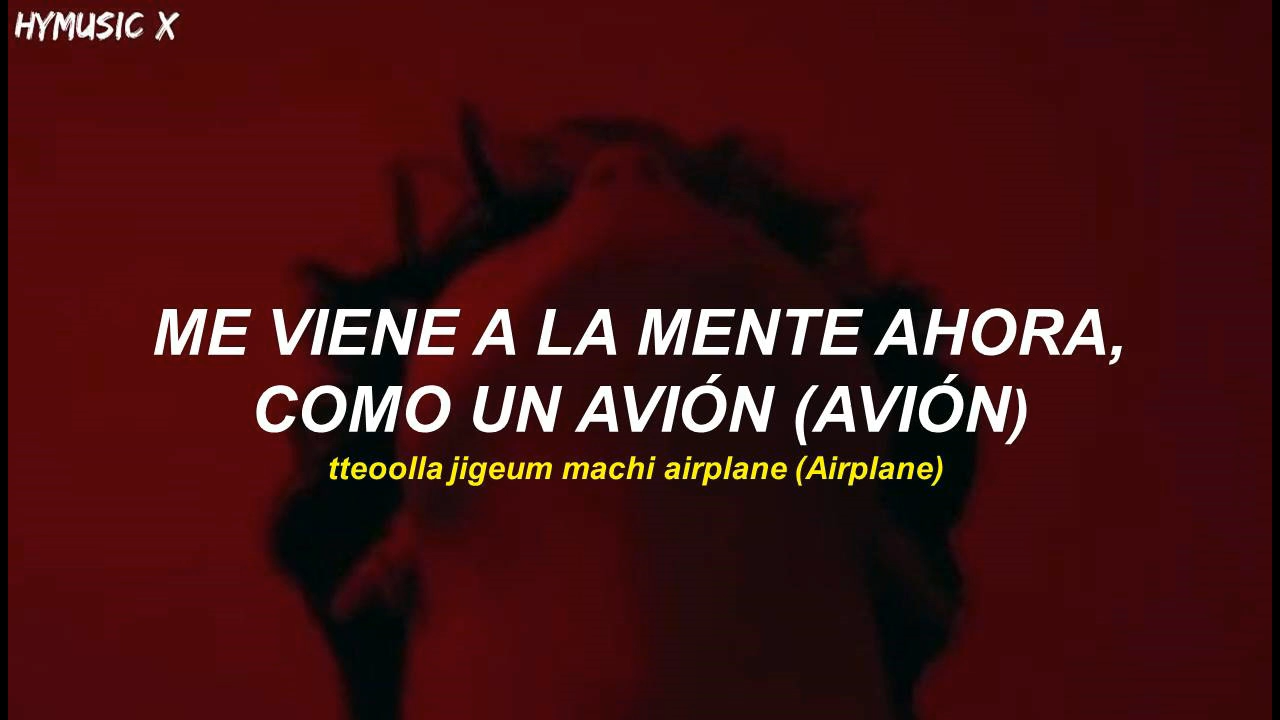 HYMUSIC X
ME VIENE A LA MENTE AHORA,
COMO UN AVIÓN (AVIÓN)
tteoolla jigeum machi airplane (Airplane)